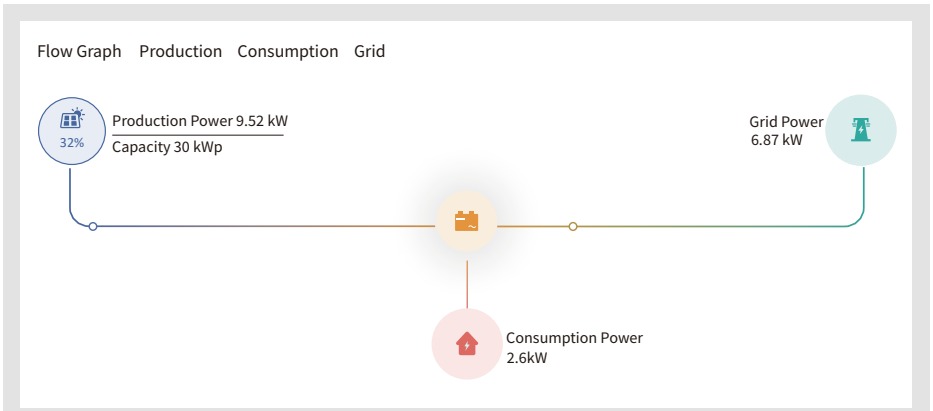 Flow Graph Production Consumption Grid
32%
Production Power 9.52 kW
Capacity 30 kWp
Grid Power
6.87 kW
Consumption Power
2.6kW